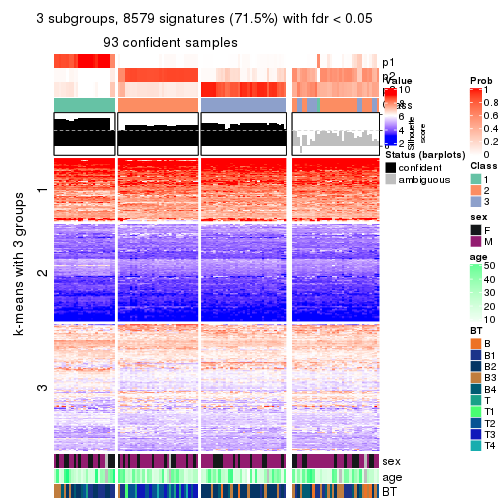 3 subgroups, 8579 signatures (71.5%) with fdr < 0.05
93 confident samples
p1
p2
Value
10
8
6
4
2
Silhouette
score
Status (barplots)
confident
ambiguous
Prob
1
0.8
0.6
0.4
0.2
0
Class
1
2
3
sex
F
M
age
50
40
30
20
10
BT
B
B1
B2
B3
B4
T
T1
T2
T3
T4
k-means with 3 groups
1
2
3
sex
age
BT